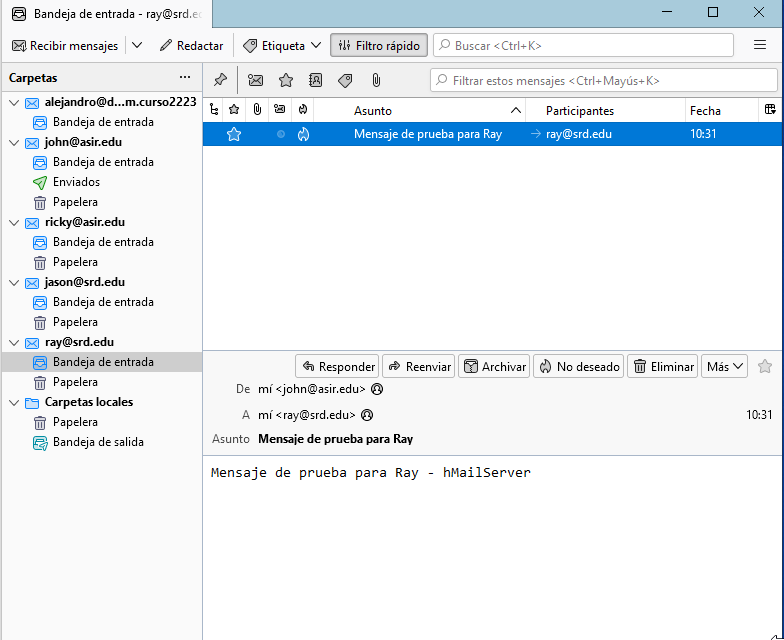 Bandeja de entrada - ray@srd.e
Recibir mensajes Redactar Etiqueta Filtro rápido Buscar <Ctrl+K>
Carpetas
Filtrar estos mensajes <Ctrl+Mayús+K>
Asunto Participantes Fecha
Mensaje de prueba para Ray ray@srd.edu 10:31
alejandro@d...m.curso2223
Bandeja de entrada
john@asir.edu
Bandeja de entrada
Enviados
Papelera
ricky@asir.edu
Bandeja de entrada
Papelera
jason@srd.edu
Bandeja de entrada
Papelera
ray@srd.edu
Bandeja de entrada
Papelera
Carpetas locales
Papelera
Bandeja de salida
Responder Reenviar Archivar No deseado Eliminar Más
De mí <john@asir.edu>
A mí <ray@srd.edu> 10:31
Asunto Mensaje de prueba para Ray
Mensaje de prueba para Ray - hMailServer